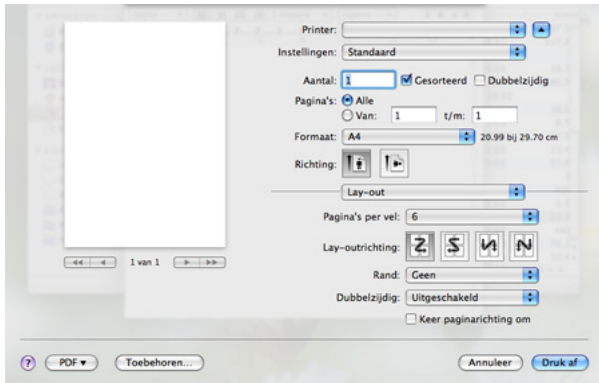 Printer:
Instellingen: Standaard
Aantal: 1 Gesorteerd Dubbelzijdig
Pagina's: Alle
Van: 1 t/m: 1
Formaat: A4 20.99 bij 29.70 cm
Richting:
Lay-out
Pagina's per vel: 6
Lay-outrichting:
Rand: Geen
Dubbelzijdig: Uitgeschakeld
Keer paginarichting om
1 van 1
? PDF ▾ Toebehoren... Annuleer Druk af